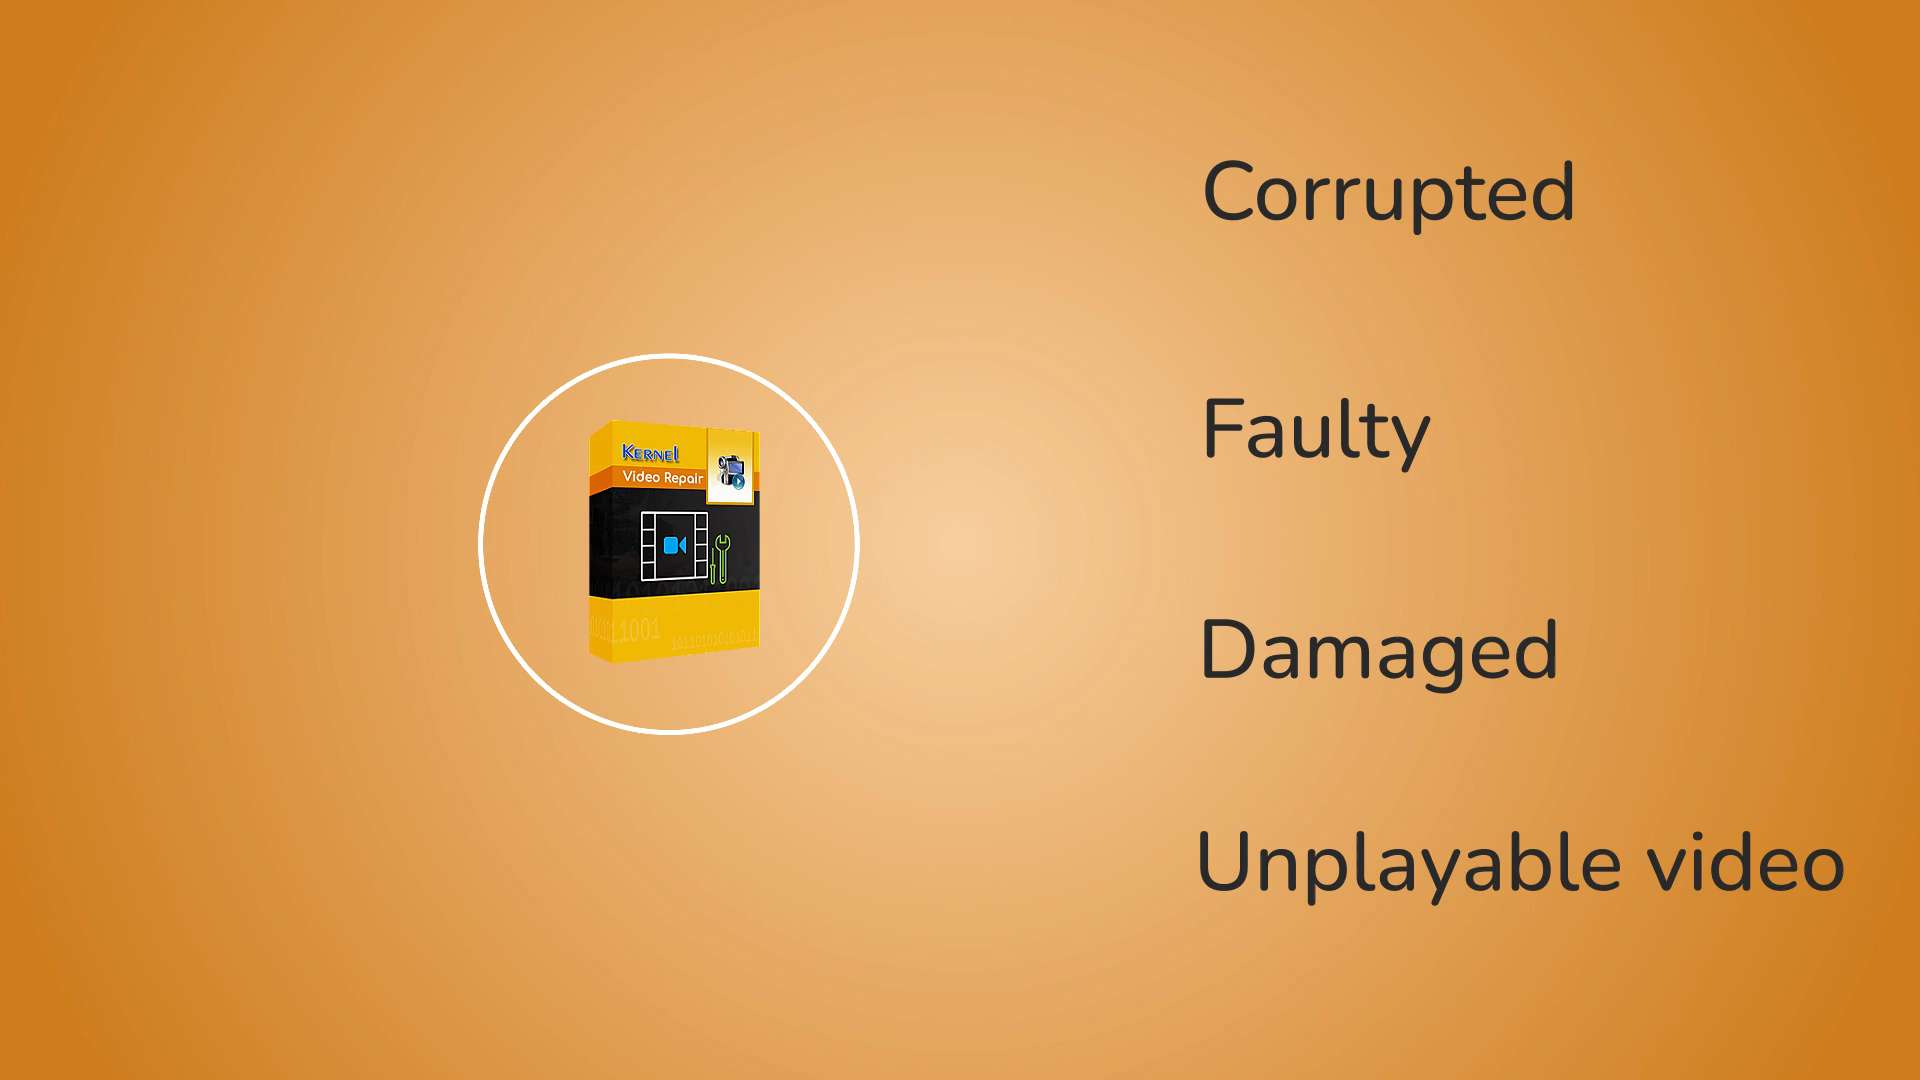 Corrupted
KERNEl
Video Repair
Faulty
Damaged
Unplayable video